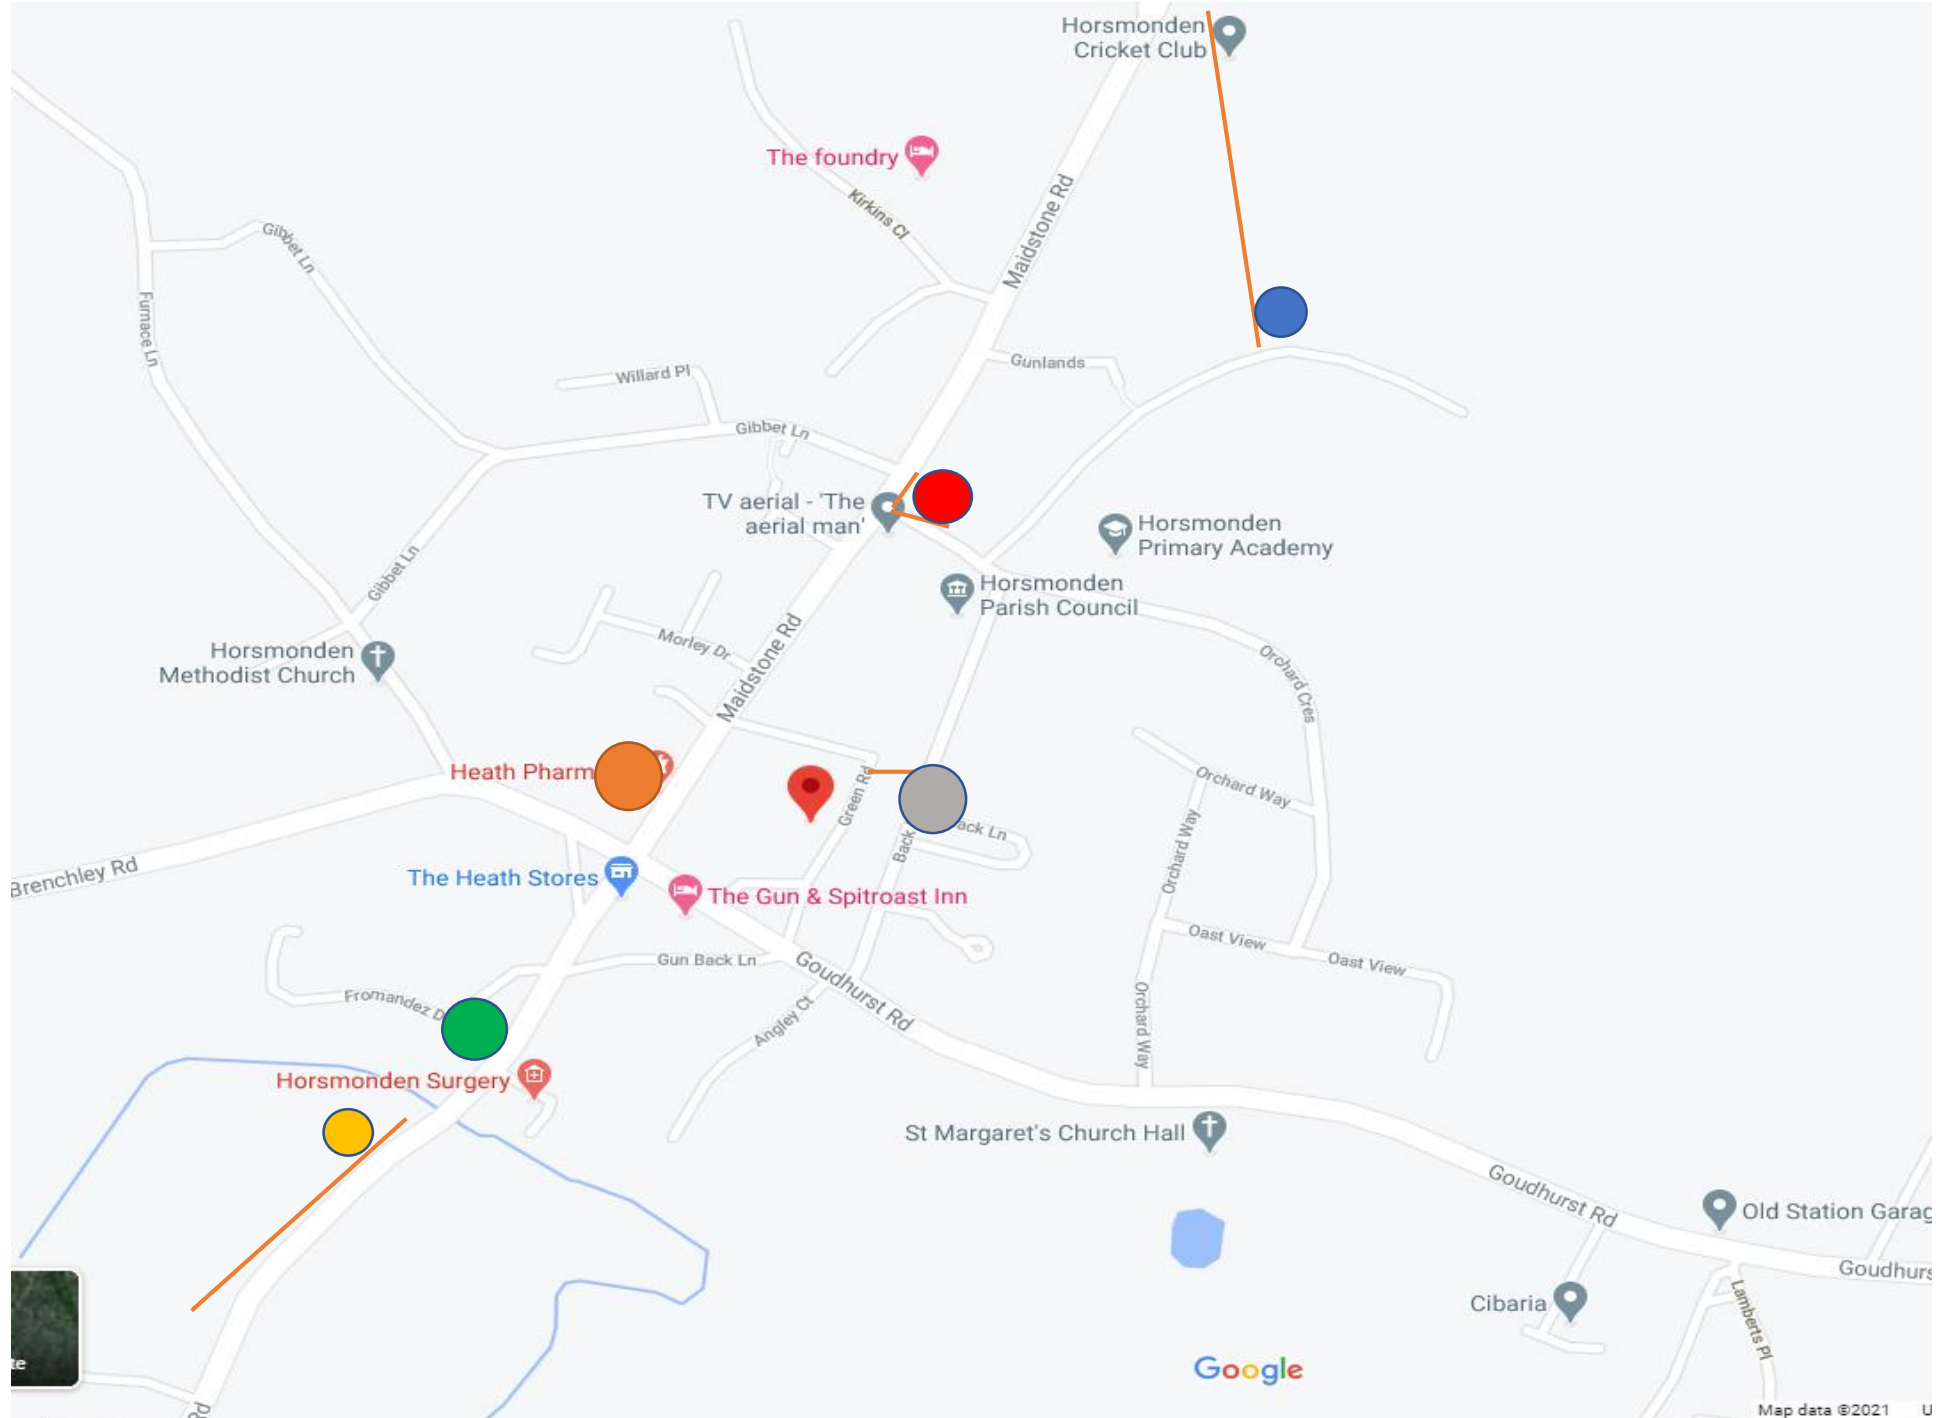 Horsmonden
Cricket Club
The foundry
Kirkins Cl
Maidstone Rd
Gibbet Ln
Furnace Ln
Willard Pl
Gunlands
Gibbet Ln
TV aerial - 'The
aerial man'
Horsmonden
Primary Academy
Gibbet Ln
Horsmonden
Parish Council
Morley Dr
Maidstone Rd
Horsmonden
Methodist Church
Orchard Cres
Heath Pharm
Green Rd
Orchard Way
Back
ack Ln
Orchard Way
Brenchley Rd
The Heath Stores
The Gun & Spitroast Inn
Oast View
Oast View
Gun Back Ln
Goudhurst Rd
Fromandez D
Angley Ct
Orchard Way
Horsmonden Surgery
St Margaret's Church Hall
Goudhurst Rd
Old Station Garag
Goudhurs
Cibaria
Lamberts Pl
te
Google
Rd
Map data ©2021
U